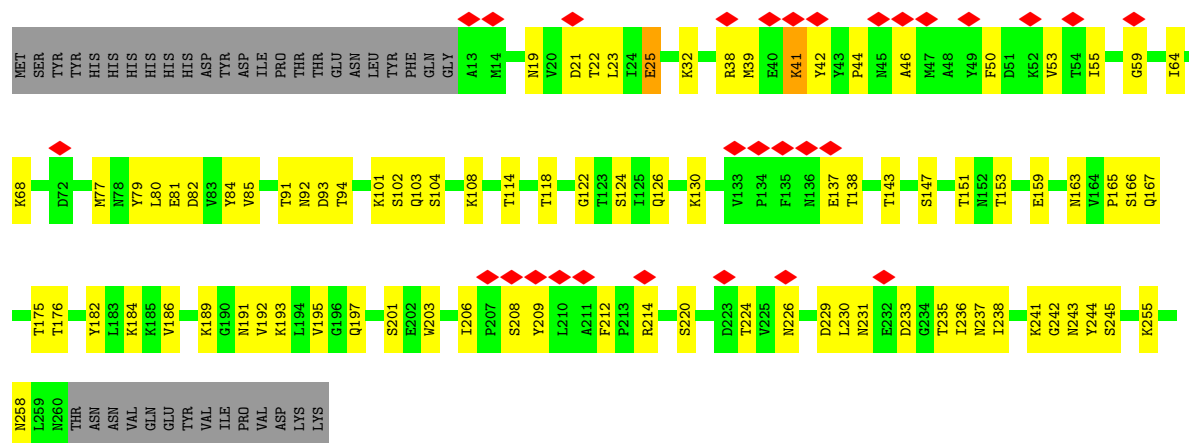 MET SER TYR TYR HIS HIS HIS HIS HIS HIS ASP TYR ASP ILE PRO THR THR GLU ASN LEU TYR PHE GLN GLY A13 M14 N19 V20 D21 T22 L23 I24 E25 K32 R38 M39 E40 K41 Y42 Y43 P44 N45 A46 M47 A48 Y49 F50 D51 K52 V53 T54 I55 G59 I64
K68 D72 M77 N78 Y79 L80 E81 D82 V83 Y84 V85 T91 N92 D93 T94 K101 S102 Q103 S104 K108 T114 T118 G122 T123 S124 I125 Q126 K130 V133 P134 F135 N136 E137 T138 T143 S147 T151 N152 T153 E159 N163 V164 P165 S166 Q167
T175 T176 Y182 L183 K184 K185 V186 K189 G190 N191 V192 K193 L194 V195 G196 Q197 S201 E202 W203 I206 P207 S208 Y209 L210 A211 F212 P213 R214 S220 D223 T224 V225 N226 D229 L230 N231 E232 D233 G234 T235 I236 N237 I238 K241 G242 N243 Y244 S245 K255
N258 L259 N260 THR ASN ASN VAL GLN GLU TYR VAL ILE PRO VAL ASP LYS LYS